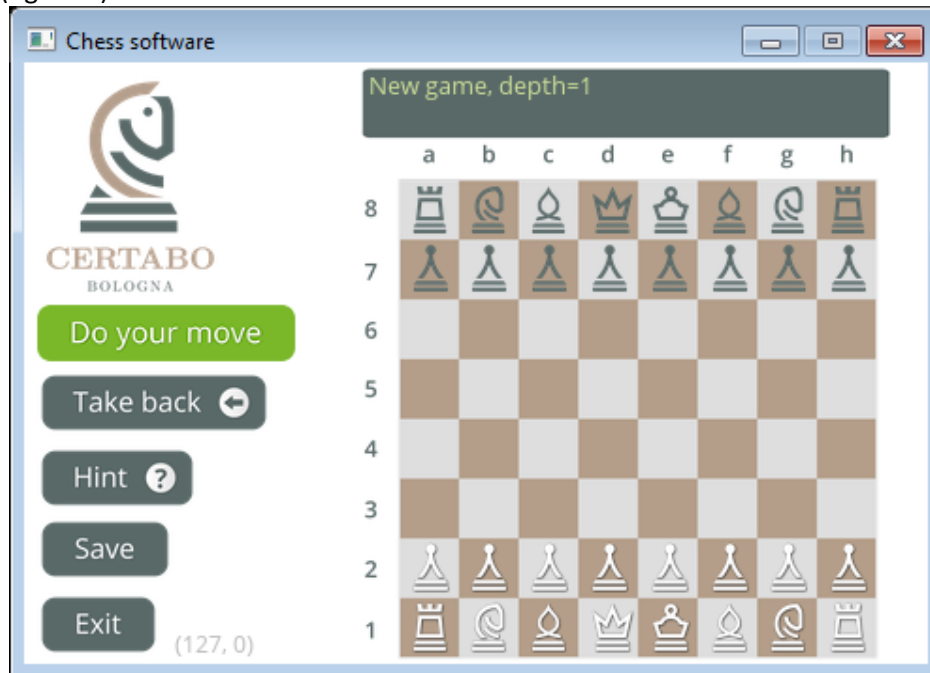 Chess software
New game, depth=1
a b c d e f g h
8
CERTABO
BOLOGNA
7
Do your move
6
Take back
5
4
Hint ?
3
Save
2
Exit
(127, 0)
1